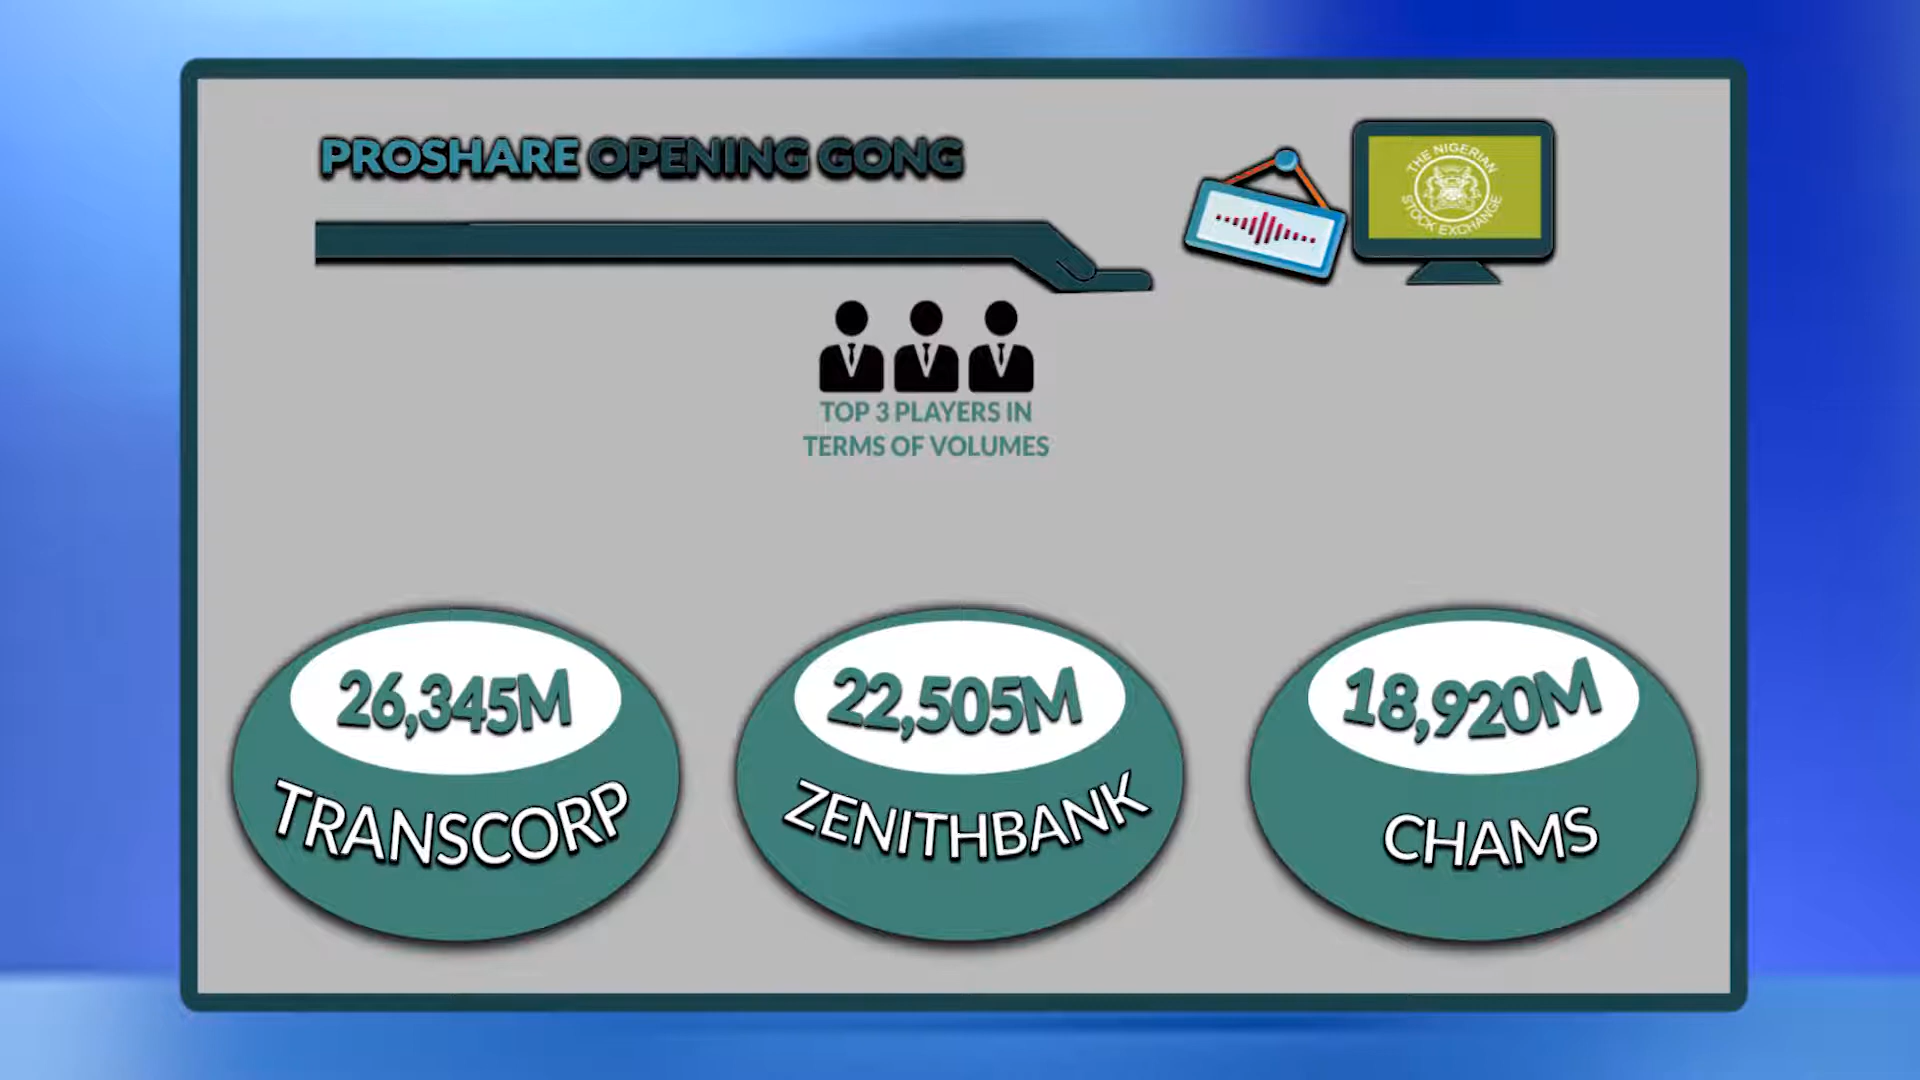 PROSHARE OPENING GONG
THE NIGERIAN
STOCK EXCHANGE
TOP 3 PLAYERS IN
TERMS OF VOLUMES
26,345M
TRANSCORP
22,505M
ZENITHBANK
18,920M
CHAMS